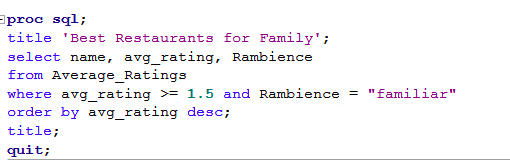 proc sql;
title 'Best Restaurants for Family';
select name, avg_rating, Rambience
from Average_Ratings
where avg_rating >= 1.5 and Rambience = "familiar"
order by avg_rating desc;
title;
quit;